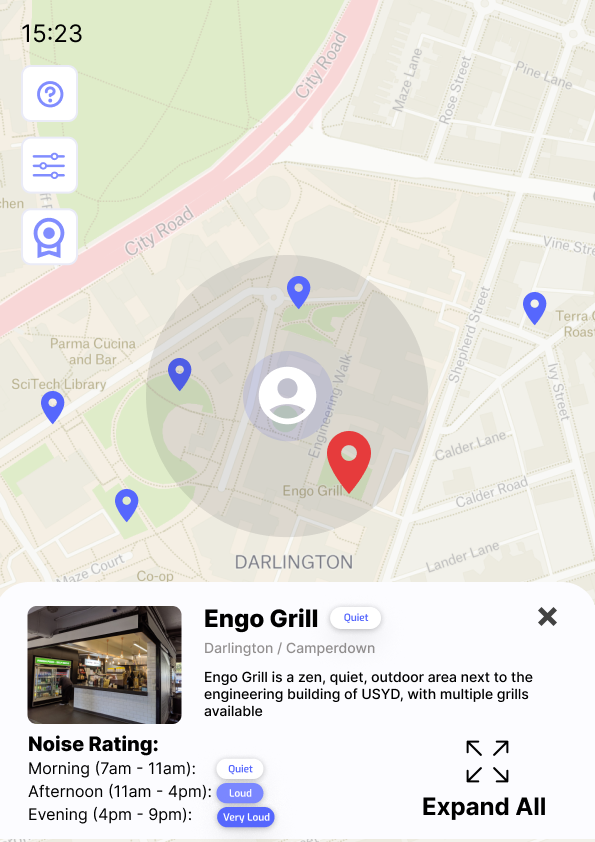 15:23
City Road
Maze Lane
Rose Street
Pine Lane
City Road
Vine Stre
Shepherd Street
Terra
Roast
Parma Cucina
and Bar
SciTech Library
Engineering Walk
Ivy Street
Calder Lane
Engo Grill
Calder Road
DARLINGTON
Lander Lane
Maze Court
Co-op
Engo Grill
Quiet
Darlington / Camperdown
Engo Grill is a zen, quiet, outdoor area next to the
engineering building of USYD, with multiple grills
available
Noise Rating:
Morning (7am - 11am):
Quiet
Afternoon (11am - 4pm):
Loud
Evening (4pm - 9pm):
Very Loud
Expand All